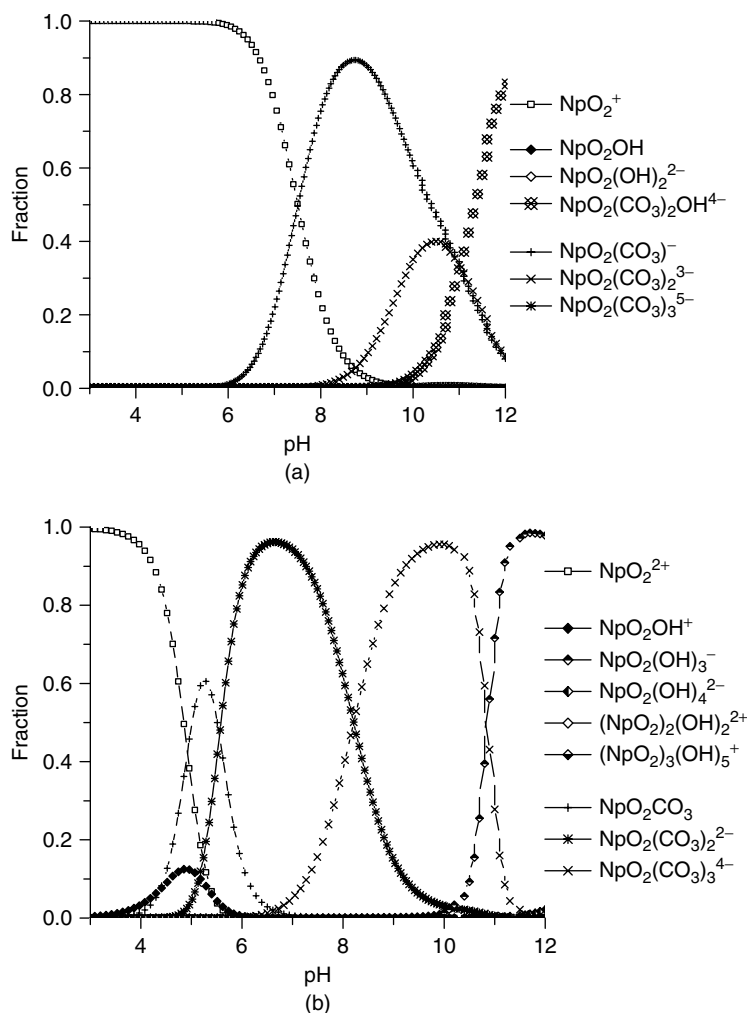 1.0
0.8
0.6
0.4
0.2
0.0
Fraction
4 6 8 10 12
pH
(a)
NpO₂⁺
NpO₂OH
NpO₂(OH)₂²⁻
NpO₂(CO₃)₂OH⁴⁻
NpO₂(CO₃)⁻
NpO₂(CO₃)₂³⁻
NpO₂(CO₃)₃⁵⁻
1.0
0.8
0.6
0.4
0.2
0.0
Fraction
4 6 8 10 12
pH
(b)
NpO₂²⁺
NpO₂OH⁺
NpO₂(OH)₃⁻
NpO₂(OH)₄²⁻
(NpO₂)₂(OH)₂²⁺
(NpO₂)₃(OH)₅⁺
NpO₂CO₃
NpO₂(CO₃)₂²⁻
NpO₂(CO₃)₃⁴⁻